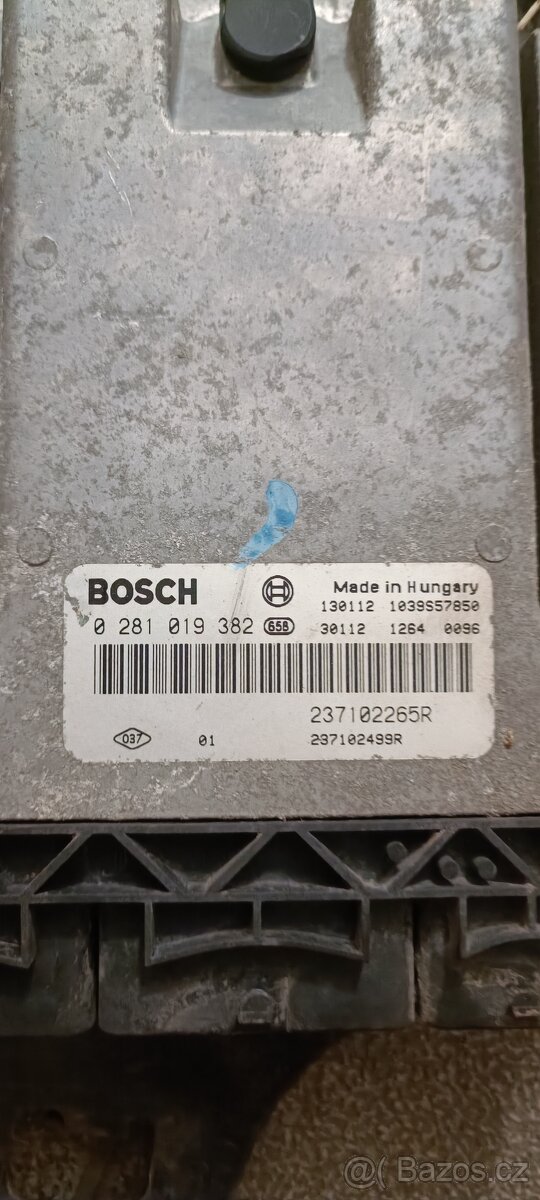 BOSCH
Made in Hungary
130112 1039S57850
0 281 019 382 65B 30112 1264 0096
237102265R
037 01 237102499R
@( Bazos.cz